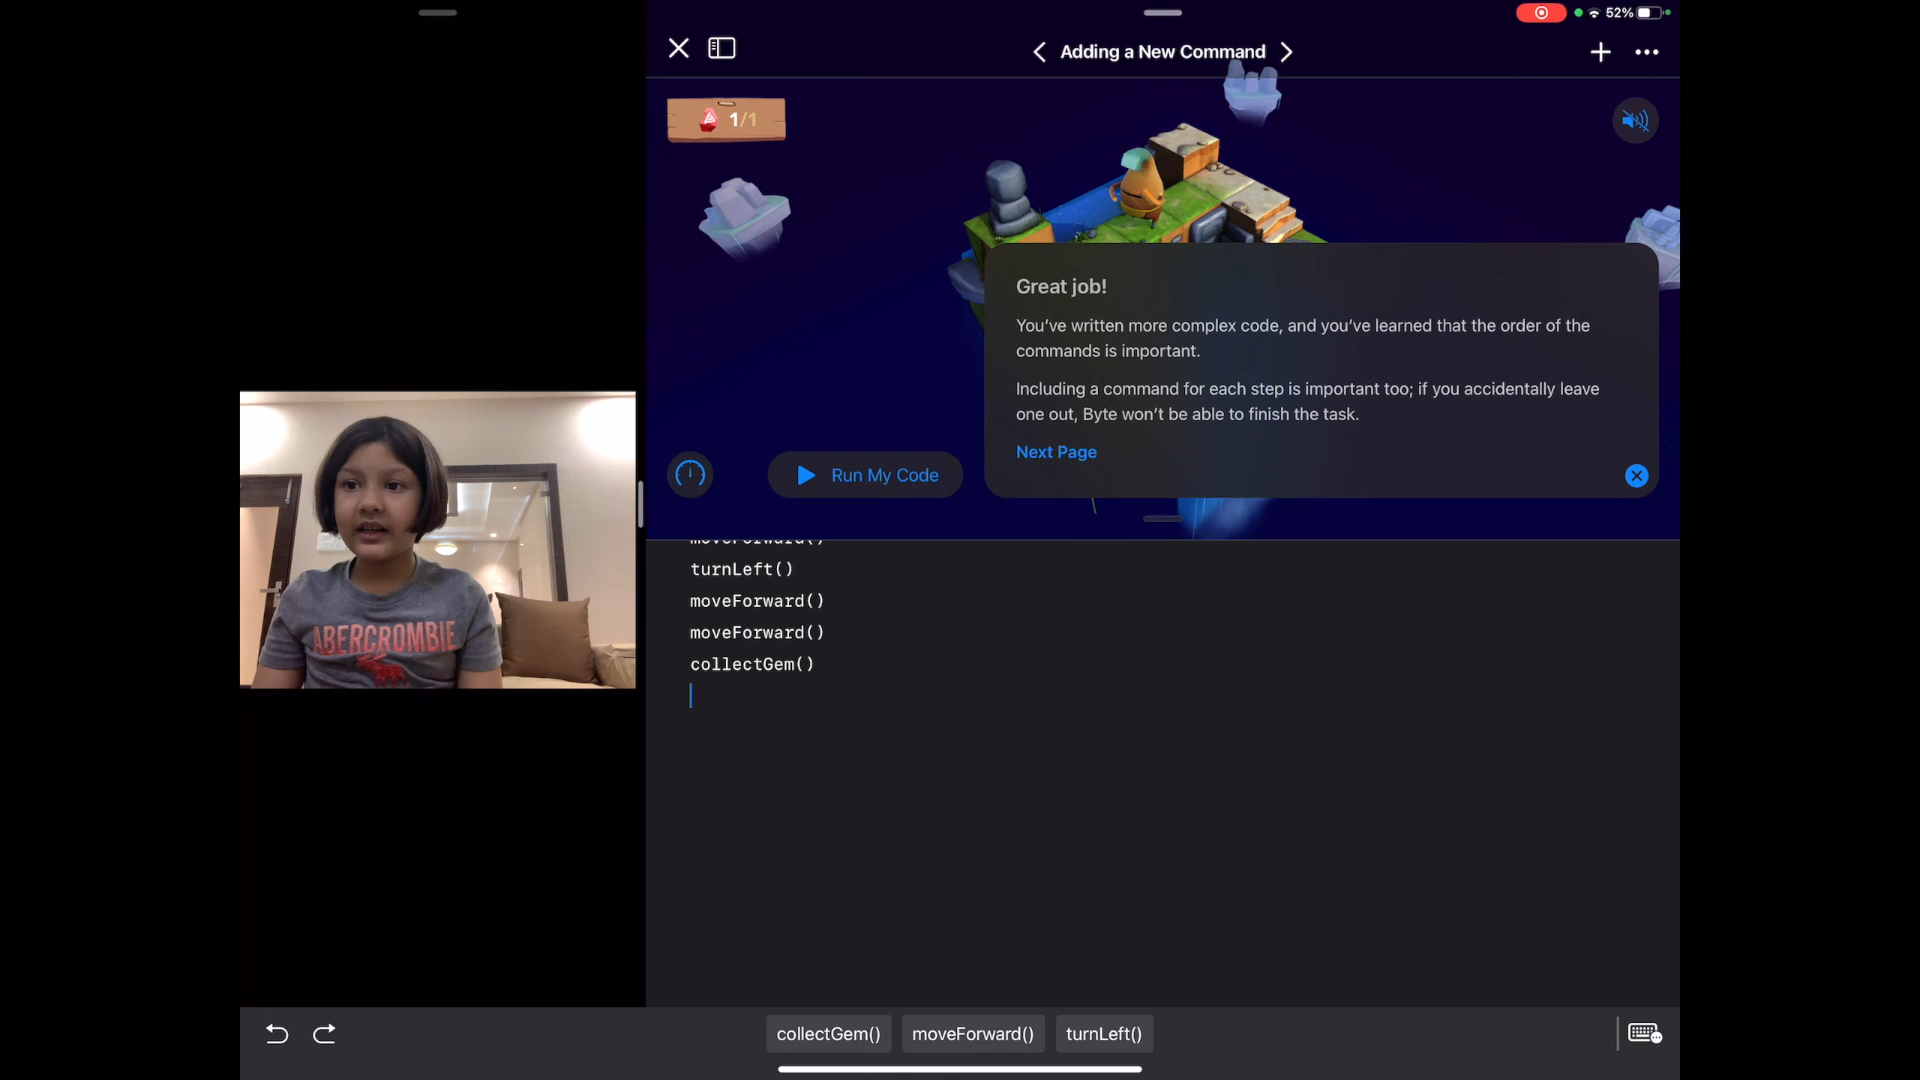 52%
Adding a New Command
1/1
Great job!
You've written more complex code, and you've learned that the order of the
commands is important.
Including a command for each step is important too; if you accidentally leave
one out, Byte won't be able to finish the task.
Next Page
Run My Code
moveForward()
turnLeft()
moveForward()
moveForward()
collectGem()
ABERCROMBIE
collectGem()
moveForward()
turnLeft()